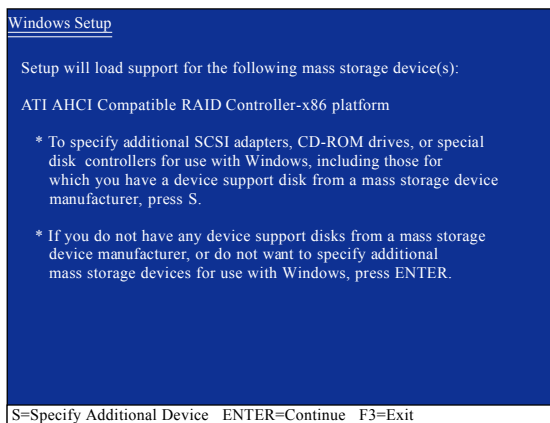 Windows Setup
Setup will load support for the following mass storage device(s):
ATI AHCI Compatible RAID Controller-x86 platform
* To specify additional SCSI adapters, CD-ROM drives, or special
disk controllers for use with Windows, including those for
which you have a device support disk from a mass storage device
manufacturer, press S.
* If you do not have any device support disks from a mass storage
device manufacturer, or do not want to specify additional
mass storage devices for use with Windows, press ENTER.
S=Specify Additional Device ENTER=Continue F3=Exit